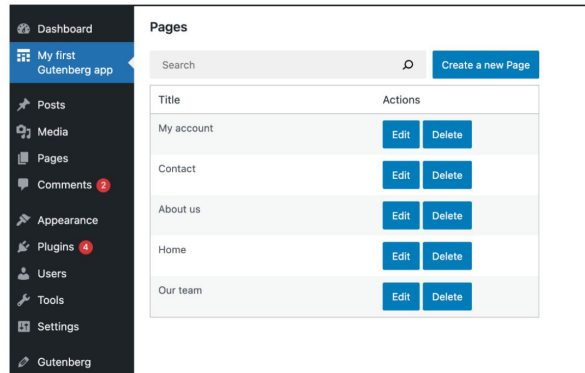 Dashboard
My first
Gutenberg app
Posts
Media
Pages
Comments 2
Appearance
Plugins 4
Users
Tools
Settings
Gutenberg
Pages
Search
Create a new Page
Title Actions
My account Edit Delete
Contact Edit Delete
About us Edit Delete
Home Edit Delete
Our team Edit Delete